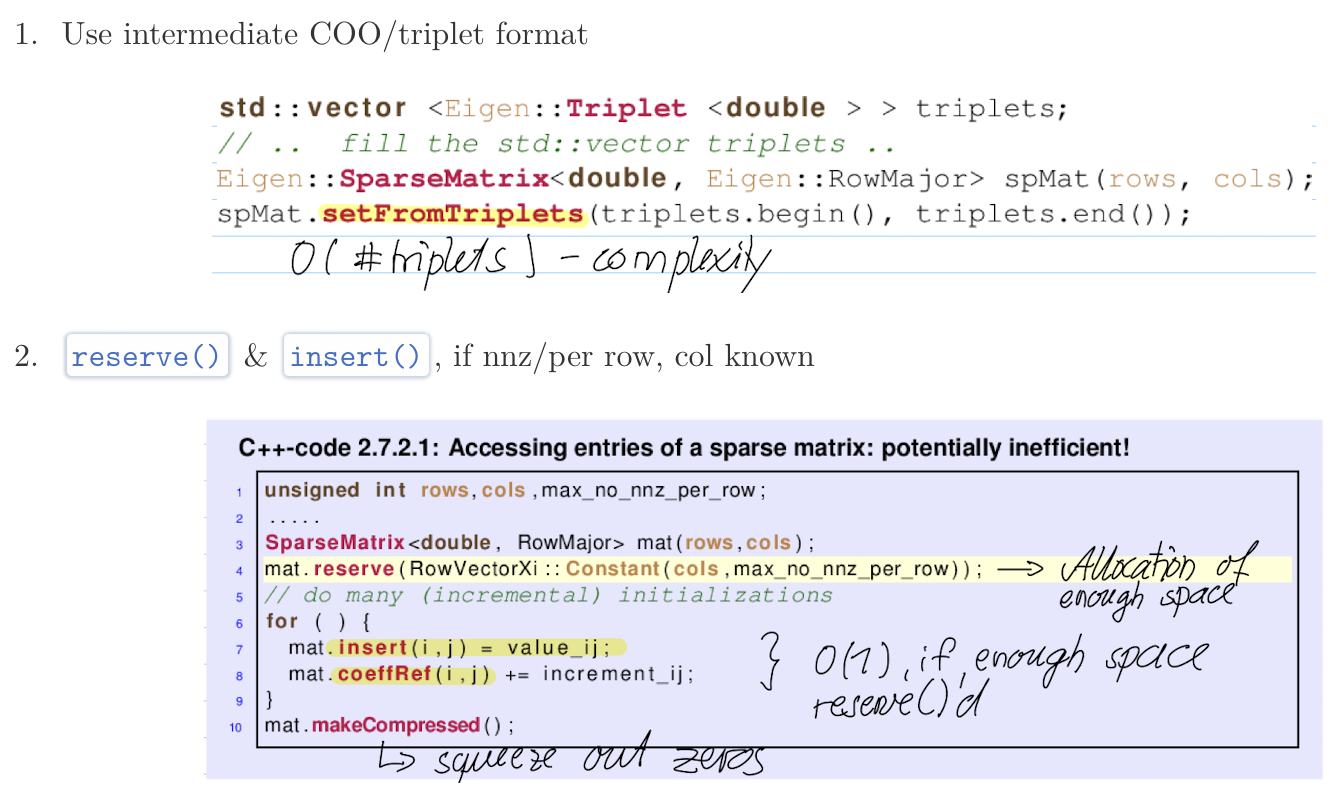 1. Use intermediate COO/triplet format
std::vector <Eigen::Triplet <double > > triplets;
// .. fill the std::vector triplets ..
Eigen::SparseMatrix<double, Eigen::RowMajor> spMat(rows, cols);
spMat.setFromTriplets(triplets.begin(), triplets.end());
O(#triplets) - complexity
2. reserve() & insert(), if nnz/per row, col known
C++-code 2.7.2.1: Accessing entries of a sparse matrix: potentially inefficient!
1 unsigned int rows,cols,max_no_nnz_per_row;
2 .....
3 SparseMatrix<double, RowMajor> mat(rows,cols);
4 mat.reserve(RowVectorXi::Constant(cols,max_no_nnz_per_row)); → Allocation of
enough space
5 // do many (incremental) initializations
6 for ( ) {
7 mat.insert(i,j) = value_ij;
8 mat.coeffRef(i,j) += increment_ij;
} O(1), if enough space
reserve()'d
9 }
10 mat.makeCompressed();
↳ squeeze out zeros